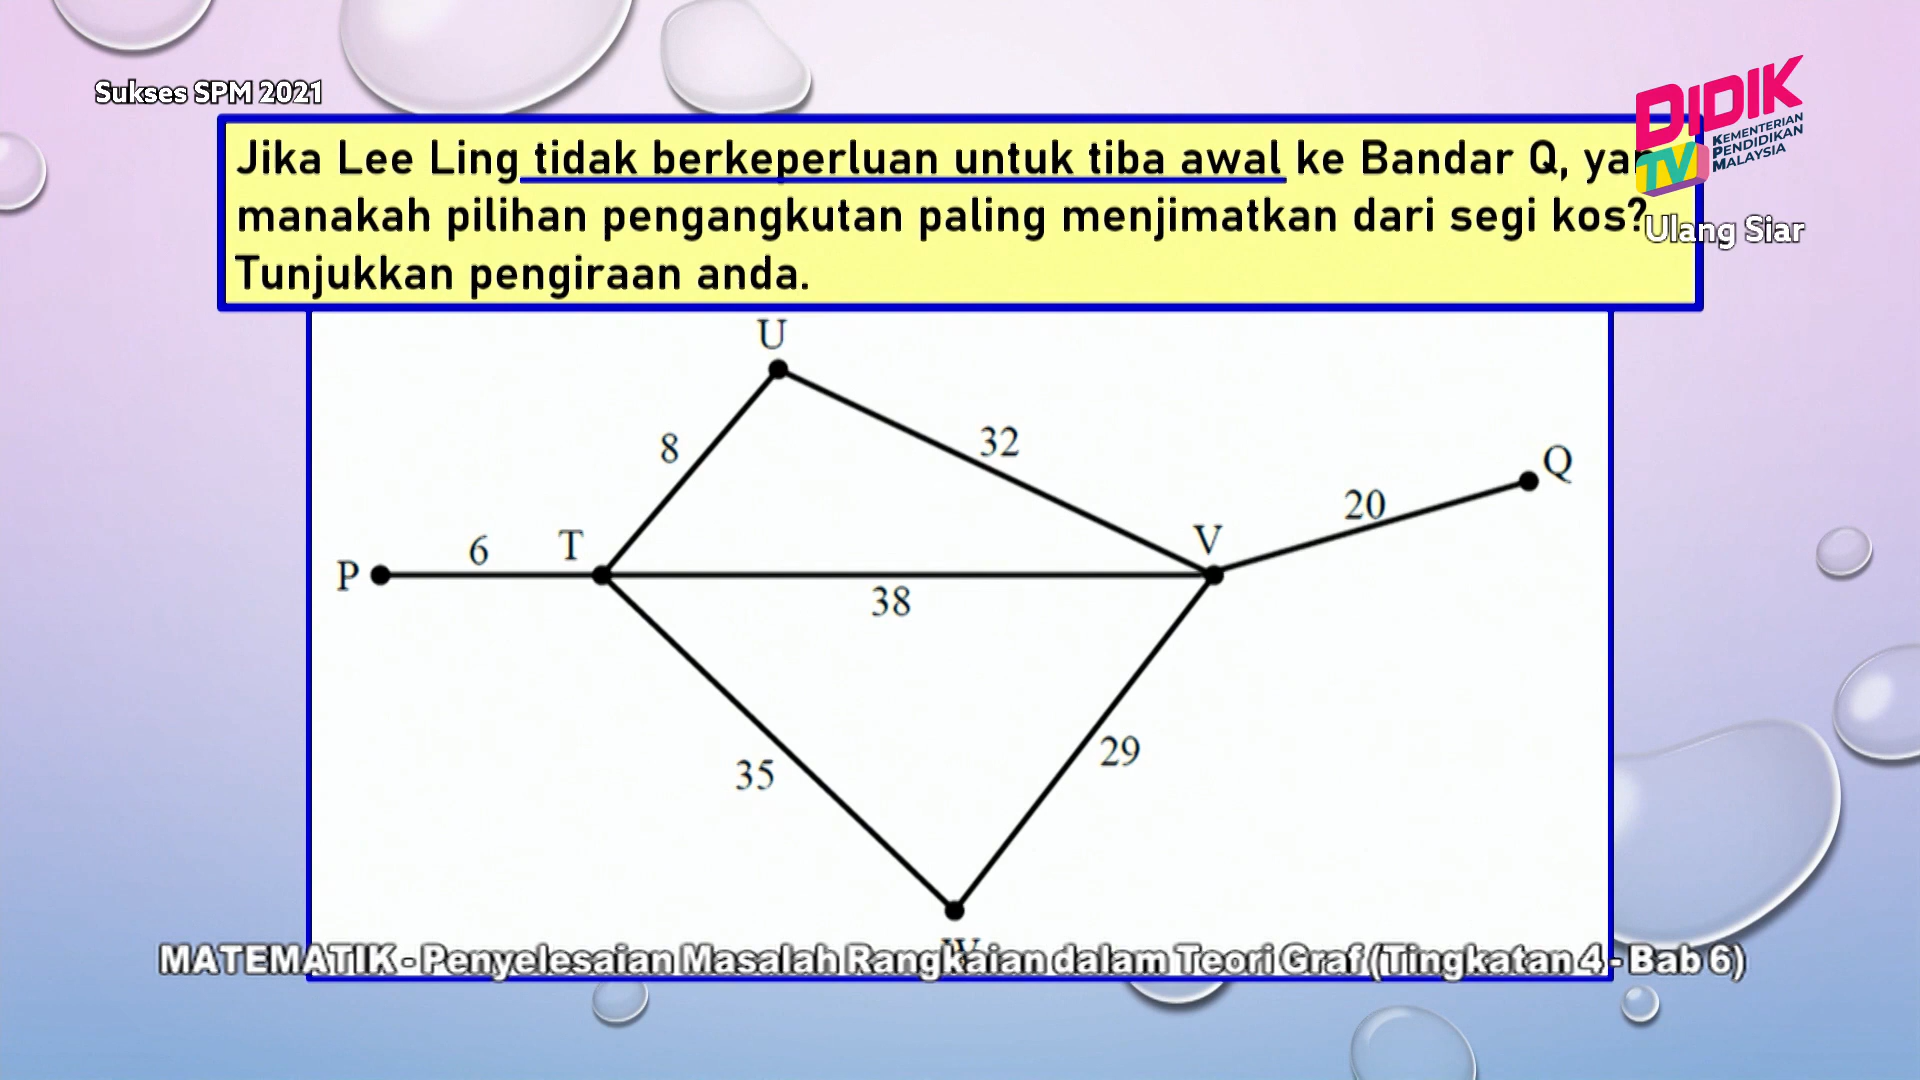 Sukses SPM 2021
DIDIK
TV
KEMENTERIAN
PENDIDIKAN
MALAYSIA
Ulang Siar
Jika Lee Ling tidak berkeperluan untuk tiba awal ke Bandar Q,
manakah pilihan pengangkutan paling menjimatkan dari segi kos?
Tunjukkan pengiraan anda.
U
8
32
Q
20
P
6
T
V
38
35
29
MATEMATIK - Penyelesaian Masalah Rangkaian dalam Teori Graf (Tingkatan 4 - Bab 6)